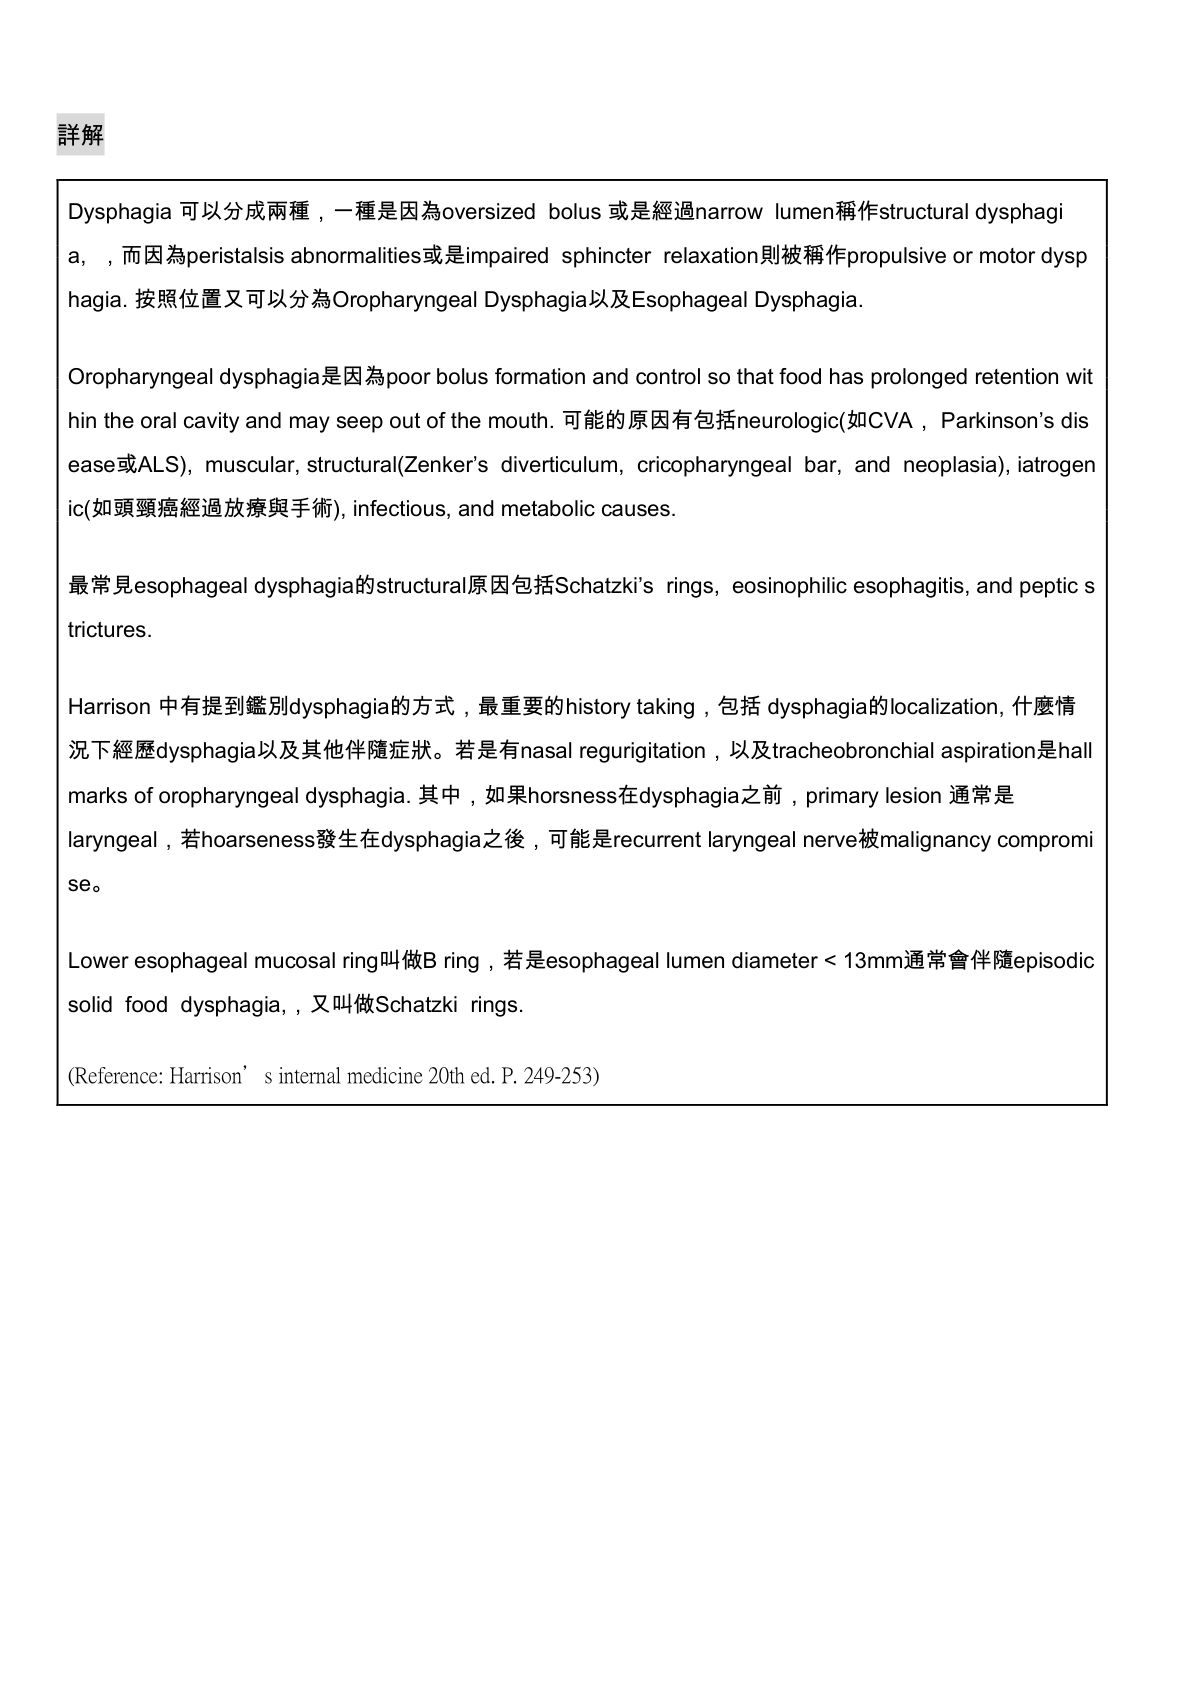 詳解
Dysphagia 可以分成兩種，一種是因為oversized bolus 或是經過narrow lumen稱作structural dysphagi
a, ，而因為peristalsis abnormalities或是impaired sphincter relaxation則被稱作propulsive or motor dysp
hagia. 按照位置又可以分為Oropharyngeal Dysphagia以及Esophageal Dysphagia.
Oropharyngeal dysphagia是因為poor bolus formation and control so that food has prolonged retention wit
hin the oral cavity and may seep out of the mouth. 可能的原因有包括neurologic(如CVA， Parkinson’s dis
ease或ALS), muscular, structural(Zenker’s diverticulum, cricopharyngeal bar, and neoplasia), iatrogen
ic(如頭頸癌經過放療與手術), infectious, and metabolic causes.
最常見esophageal dysphagia的structural原因包括Schatzki’s rings, eosinophilic esophagitis, and peptic s
trictures.
Harrison 中有提到鑑別dysphagia的方式，最重要的history taking，包括 dysphagia的localization, 什麼情
況下經歷dysphagia以及其他伴隨症狀。若是有nasal regurigitation，以及tracheobronchial aspiration是hall
marks of oropharyngeal dysphagia. 其中，如果horsness在dysphagia之前，primary lesion 通常是
laryngeal，若hoarseness發生在dysphagia之後，可能是recurrent laryngeal nerve被malignancy compromi
se。
Lower esophageal mucosal ring叫做B ring，若是esophageal lumen diameter < 13mm通常會伴隨episodic
solid food dysphagia,，又叫做Schatzki rings.
(Reference: Harrison’s internal medicine 20th ed. P. 249-253)